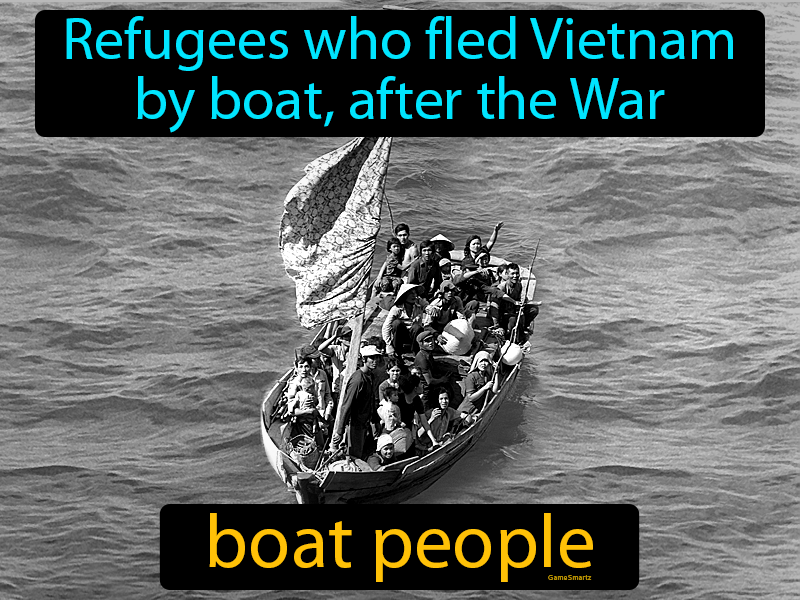 Refugees who fled Vietnam
by boat, after the War
boat people
GameSmartz